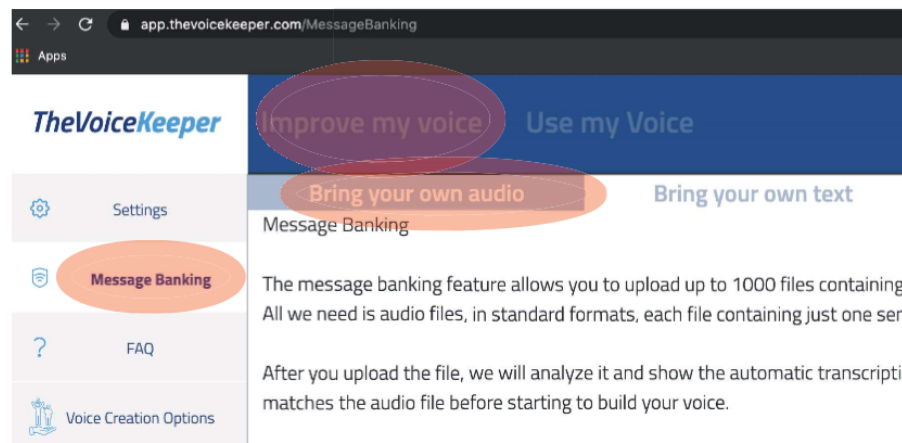 app.thevoicekeeper.com/MessageBanking
Apps
TheVoiceKeeper
Improve my voice Use my Voice
Bring your own audio Bring your own text
Settings
Message Banking
Message Banking
The message banking feature allows you to upload up to 1000 files containing
All we need is audio files, in standard formats, each file containing just one
FAQ
After you upload the file, we will analyze it and show the automatic
matches the audio file before starting to build your voice.
Voice Creation Options